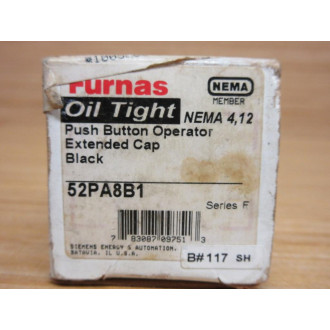 Furnas
NEMA
MEMBER
Oil Tight NEMA 4,12
Push Button Operator
Extended Cap
Black
52PA8B1
Series F
7 83087 09751 3
SIEMENS ENERGY & AUTOMATION
BATAVIA, IL U.S.A.
B# 117 SH